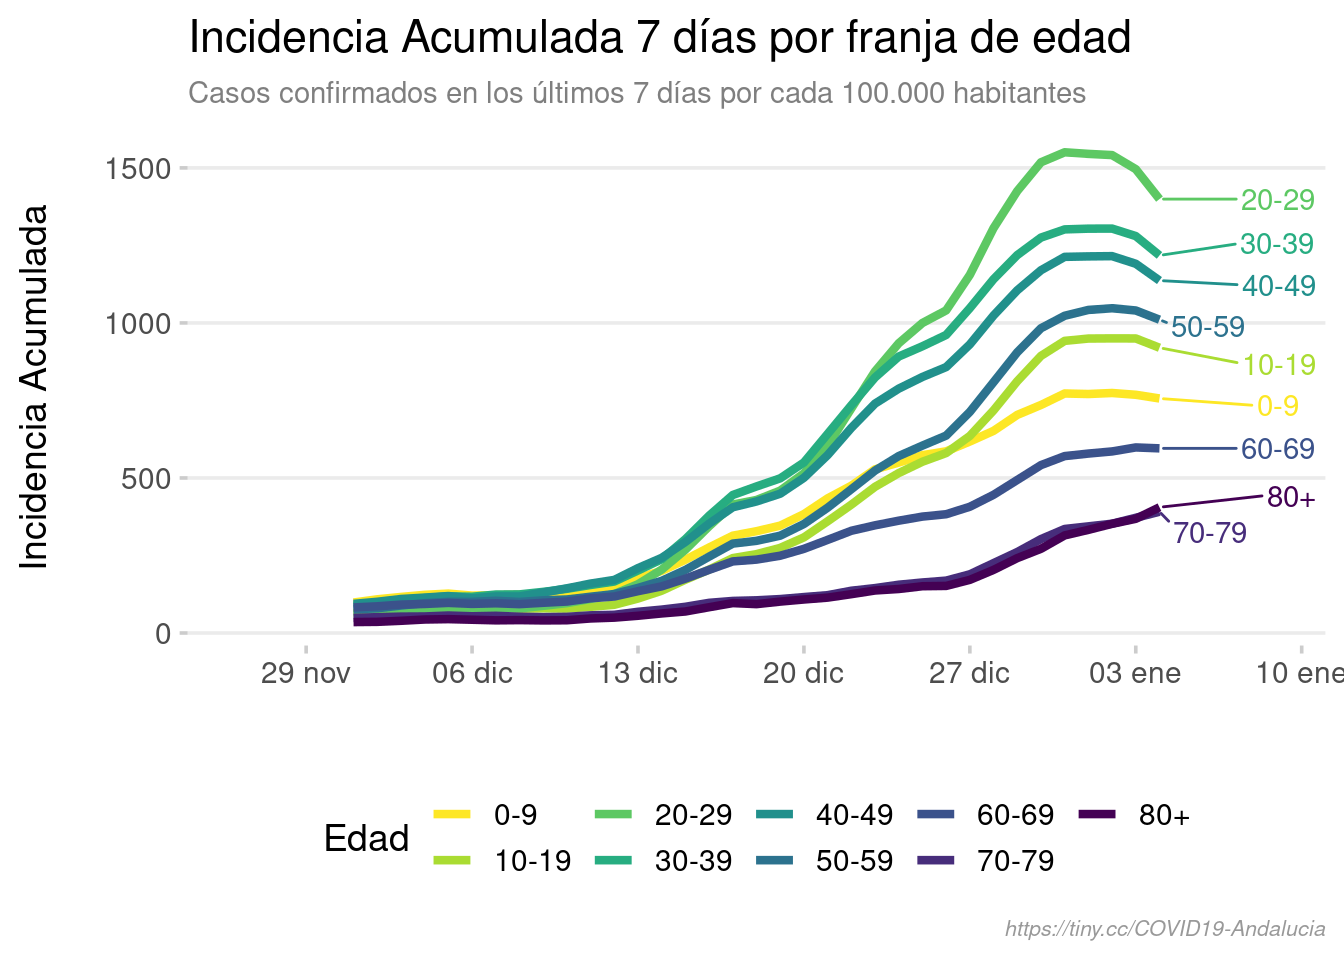 Incidencia Acumulada 7 días por franja de edad
Casos confirmados en los últimos 7 días por cada 100.000 habitantes
Incidencia Acumulada
1500
1000
500
0
20-29
30-39
40-49
50-59
10-19
0-9
60-69
80+
70-79
29 nov 06 dic 13 dic 20 dic 27 dic 03 ene 10 ene
Edad
0-9 20-29 40-49 60-69 80+
10-19 30-39 50-59 70-79
https://tiny.cc/COVID19-Andalucia